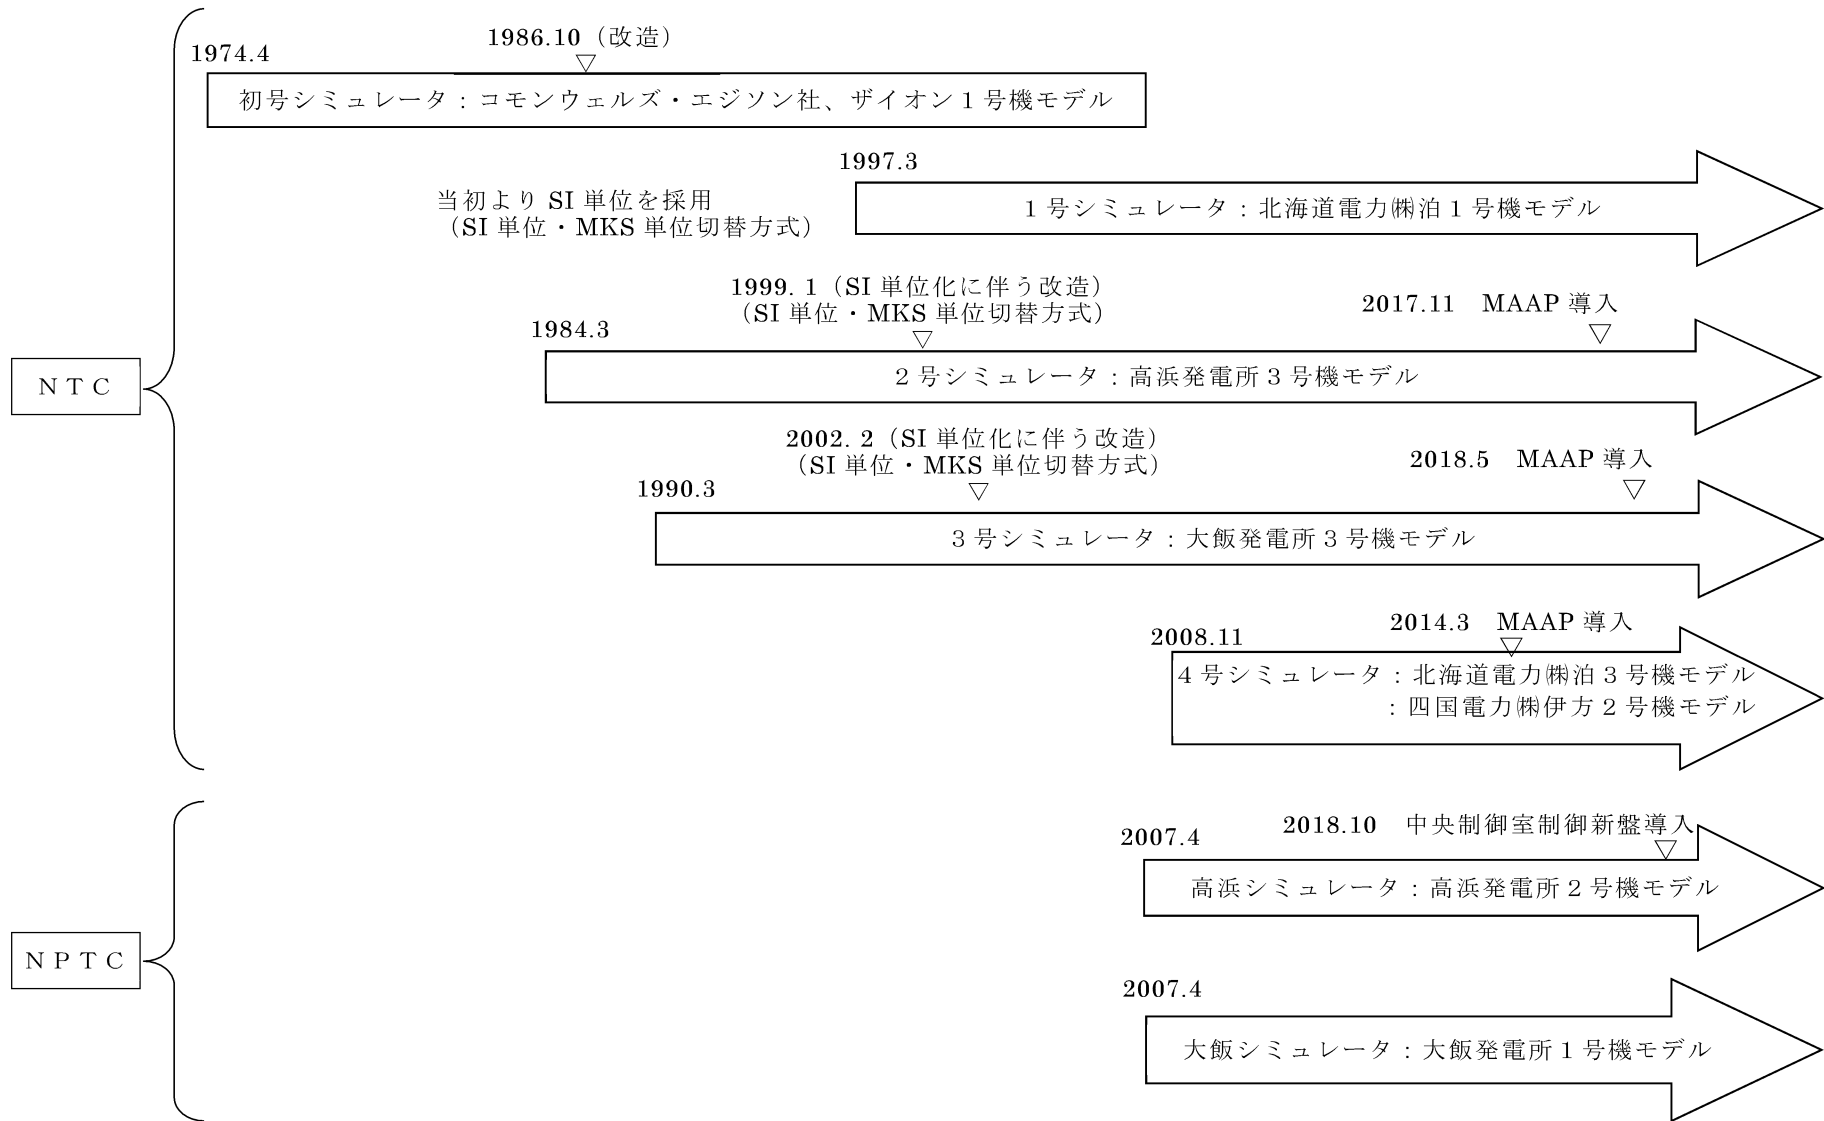 1974.4
1986.10（改造）
初号シミュレータ：コモンウェルズ・エジソン社、ザイオン１号機モデル
1997.3
当初より SI 単位を採用
（SI 単位・MKS 単位切替方式）
１号シミュレータ：北海道電力㈱泊１号機モデル
1999. 1（SI 単位化に伴う改造）
（SI 単位・MKS 単位切替方式）
2017.11　MAAP 導入
1984.3
２号シミュレータ：高浜発電所３号機モデル
ＮＴＣ
2002. 2（SI 単位化に伴う改造）
（SI 単位・MKS 単位切替方式）
2018.5　MAAP 導入
1990.3
３号シミュレータ：大飯発電所３号機モデル
2014.3　MAAP 導入
2008.11
４号シミュレータ：北海道電力㈱泊３号機モデル
：四国電力㈱伊方２号機モデル
2018.10　中央制御室制御新盤導入
2007.4
高浜シミュレータ：高浜発電所２号機モデル
ＮＰＴＣ
2007.4
大飯シミュレータ：大飯発電所１号機モデル